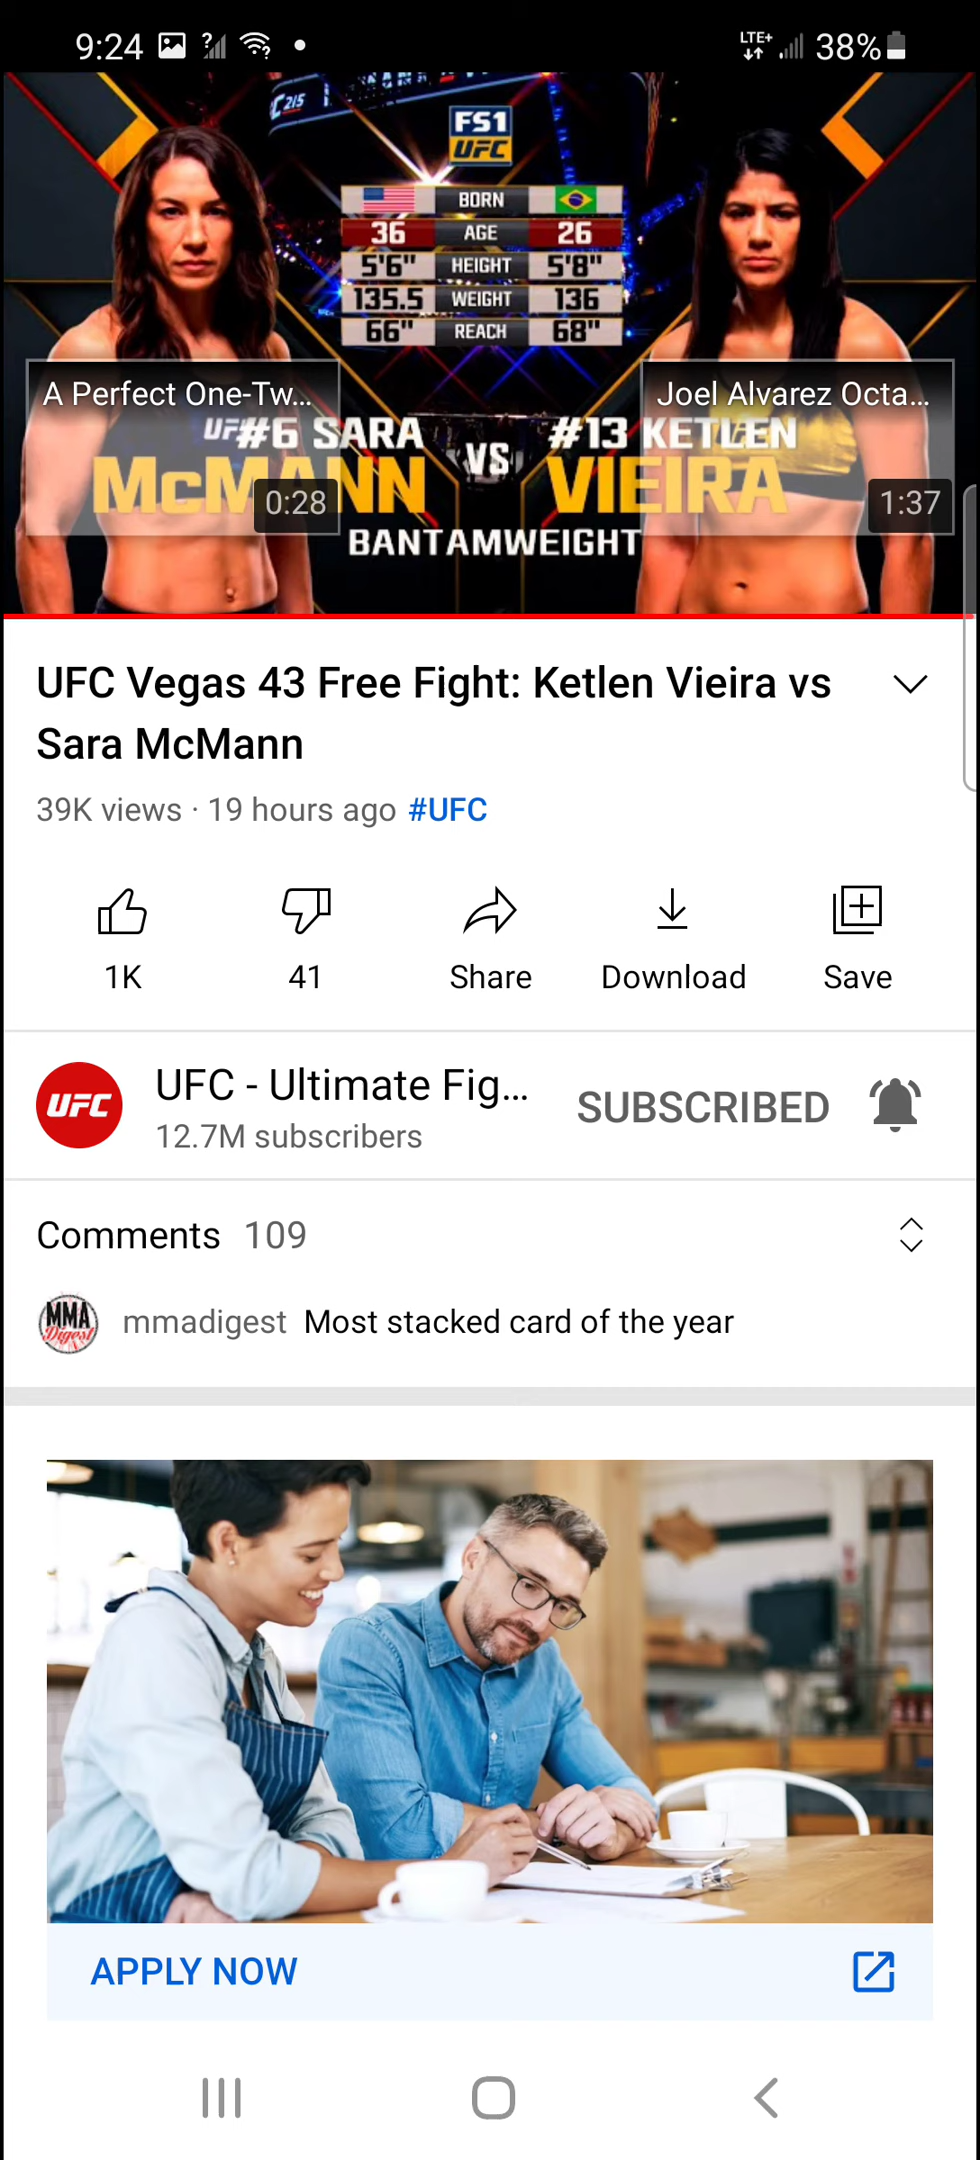 9:24
LTE+
38%
C 215
FS1
UFC
BORN
36 AGE 26
5'6" HEIGHT 5'8"
135.5 WEIGHT 136
66" REACH 68"
A Perfect One-Tw...
Joel Alvarez Octa...
#6 SARA
McMANN
VS
#13 KETLEN
VIEIRA
0:28
1:37
BANTAMWEIGHT
UFC Vegas 43 Free Fight: Ketlen Vieira vs
Sara McMann
39K views · 19 hours ago #UFC
1K
41
Share
Download
Save
UFC
UFC - Ultimate Fig...
12.7M subscribers
SUBSCRIBED
Comments 109
MMA
Digest
mmadigest Most stacked card of the year
APPLY NOW